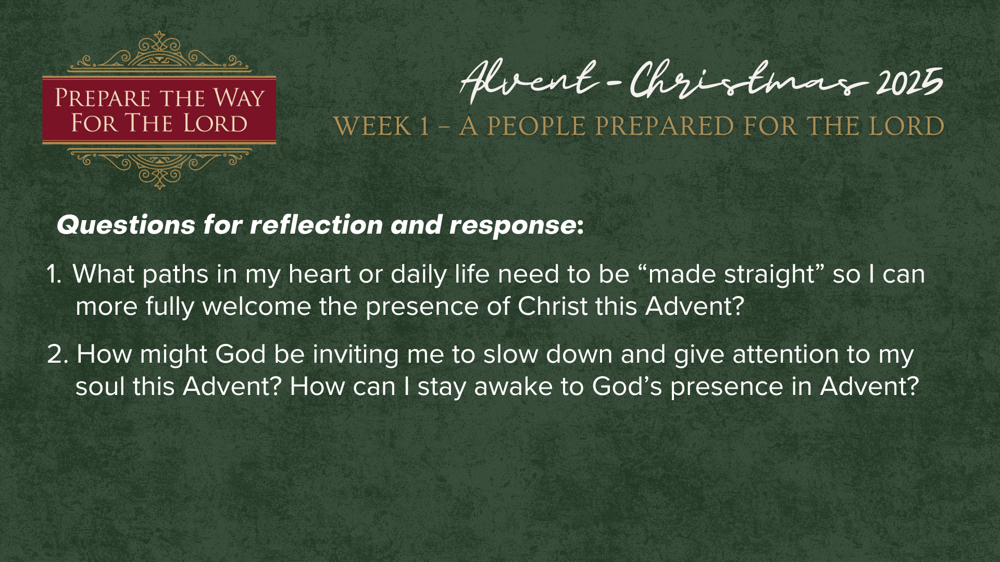 PREPARE THE WAY
FOR THE LORD
Advent - Christmas 2025
WEEK 1 – A PEOPLE PREPARED FOR THE LORD
Questions for reflection and response:
1. What paths in my heart or daily life need to be “made straight” so I can
more fully welcome the presence of Christ this Advent?
2. How might God be inviting me to slow down and give attention to my
soul this Advent? How can I stay awake to God’s presence in Advent?